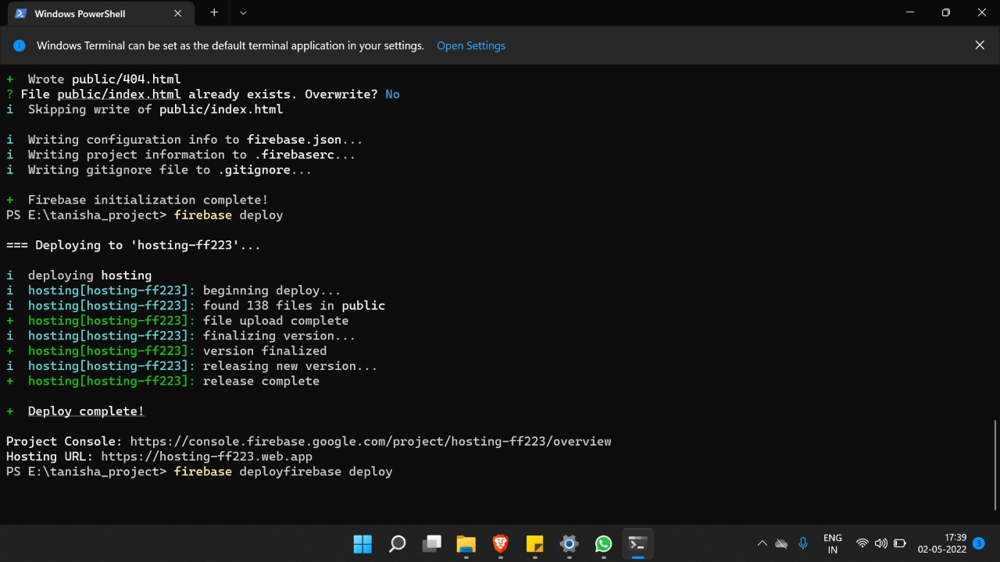 Windows PowerShell
Windows Terminal can be set as the default terminal application in your settings. Open Settings
+ Wrote public/404.html
? File public/index.html already exists. Overwrite? No
i Skipping write of public/index.html
i Writing configuration info to firebase.json...
i Writing project information to .firebaserc...
i Writing gitignore file to .gitignore...
+ Firebase initialization complete!
PS E:\tanisha_project> firebase deploy
=== Deploying to 'hosting-ff223'...
i deploying hosting
i hosting[hosting-ff223]: beginning deploy...
i hosting[hosting-ff223]: found 138 files in public
+ hosting[hosting-ff223]: file upload complete
i hosting[hosting-ff223]: finalizing version...
+ hosting[hosting-ff223]: version finalized
i hosting[hosting-ff223]: releasing new version...
+ hosting[hosting-ff223]: release complete
+ Deploy complete!
Project Console: https://console.firebase.google.com/project/hosting-ff223/overview
Hosting URL: https://hosting-ff223.web.app
PS E:\tanisha_project> firebase deployfirebase deploy
ENG
IN
17:39
02-05-2022
3